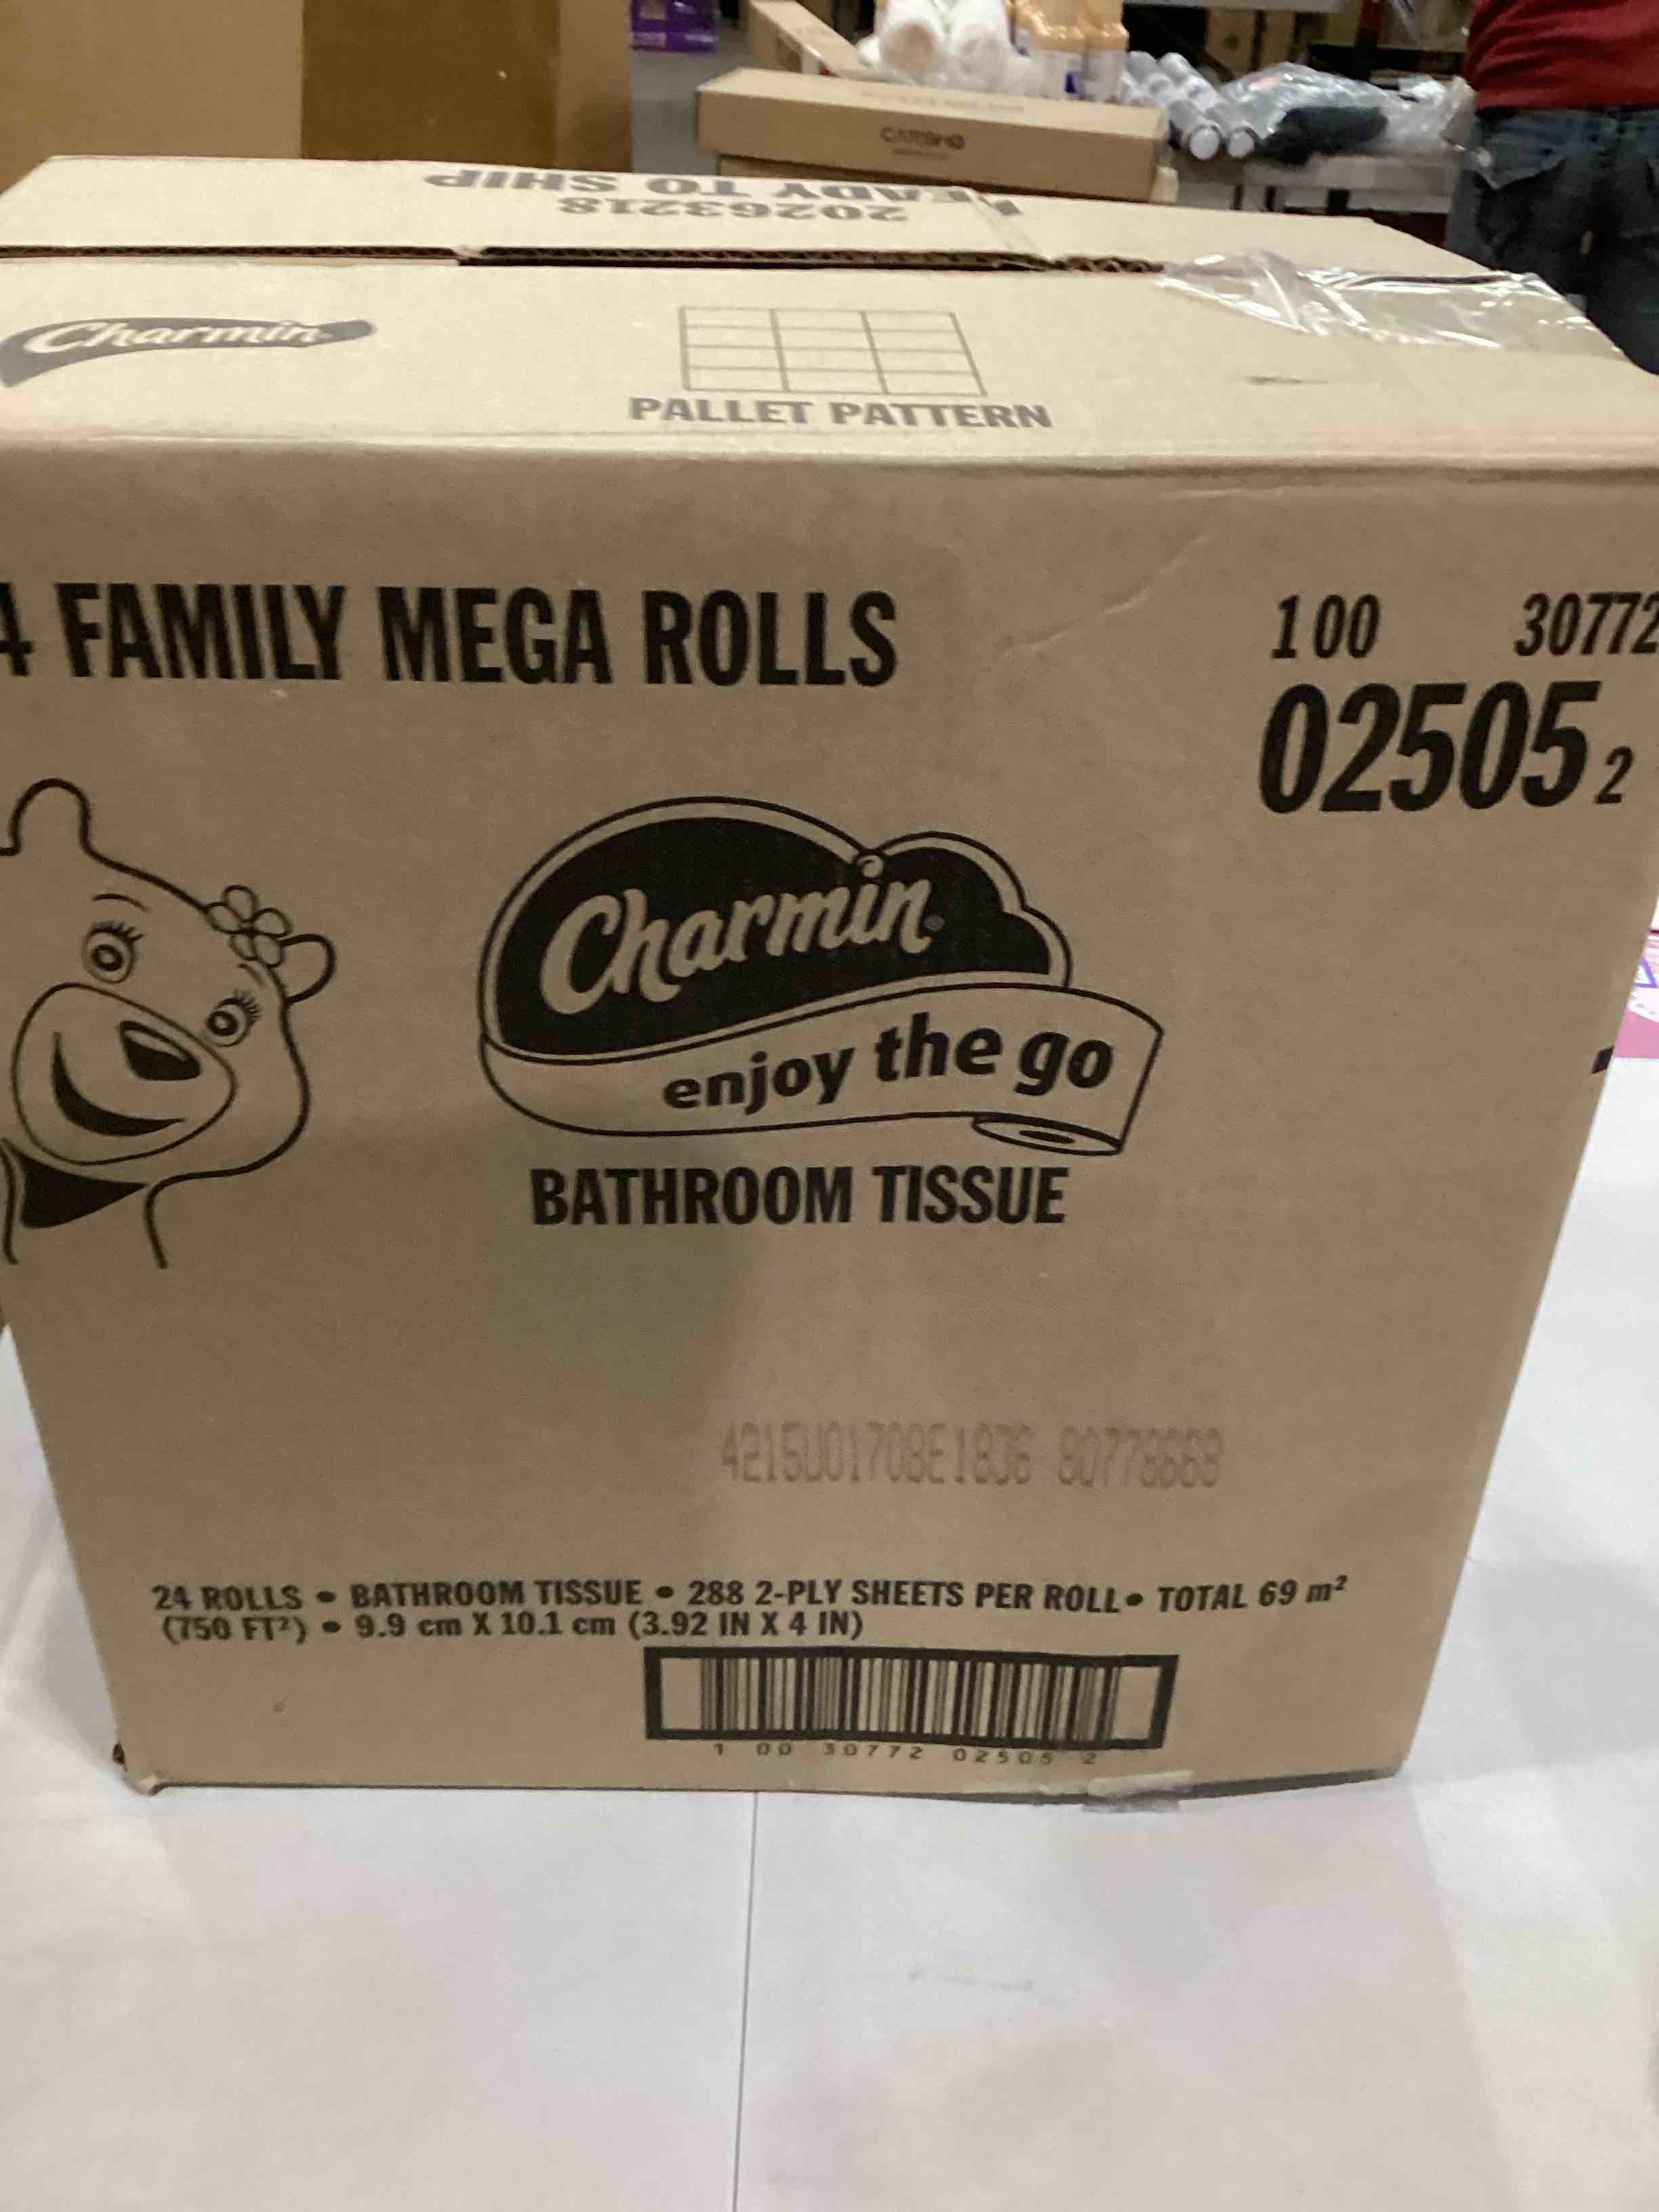 READY TO SHIP
20263218
Charmin
PALLET PATTERN
4 FAMILY MEGA ROLLS
100 30772
02505 2
Charmin
enjoy the go
BATHROOM TISSUE
24 ROLLS • BATHROOM TISSUE • 288 2-PLY SHEETS PER ROLL • TOTAL 69 m²
(750 FT²) • 9.9 cm X 10.1 cm (3.92 IN X 4 IN)
1 00 30772 02505 2